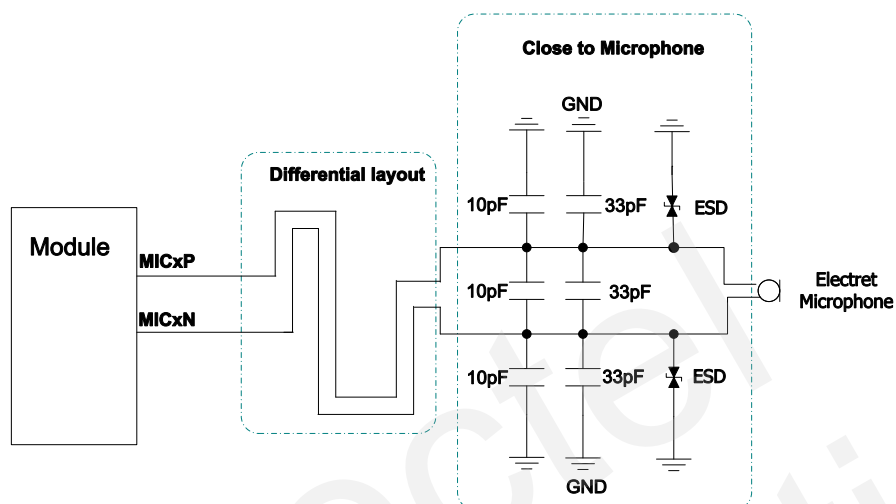 Close to Microphone
GND
Differential layout
10pF
33pF
ESD
Module
MICxP
10pF
33pF
Electret
Microphone
MICxN
10pF
33pF
ESD
GND